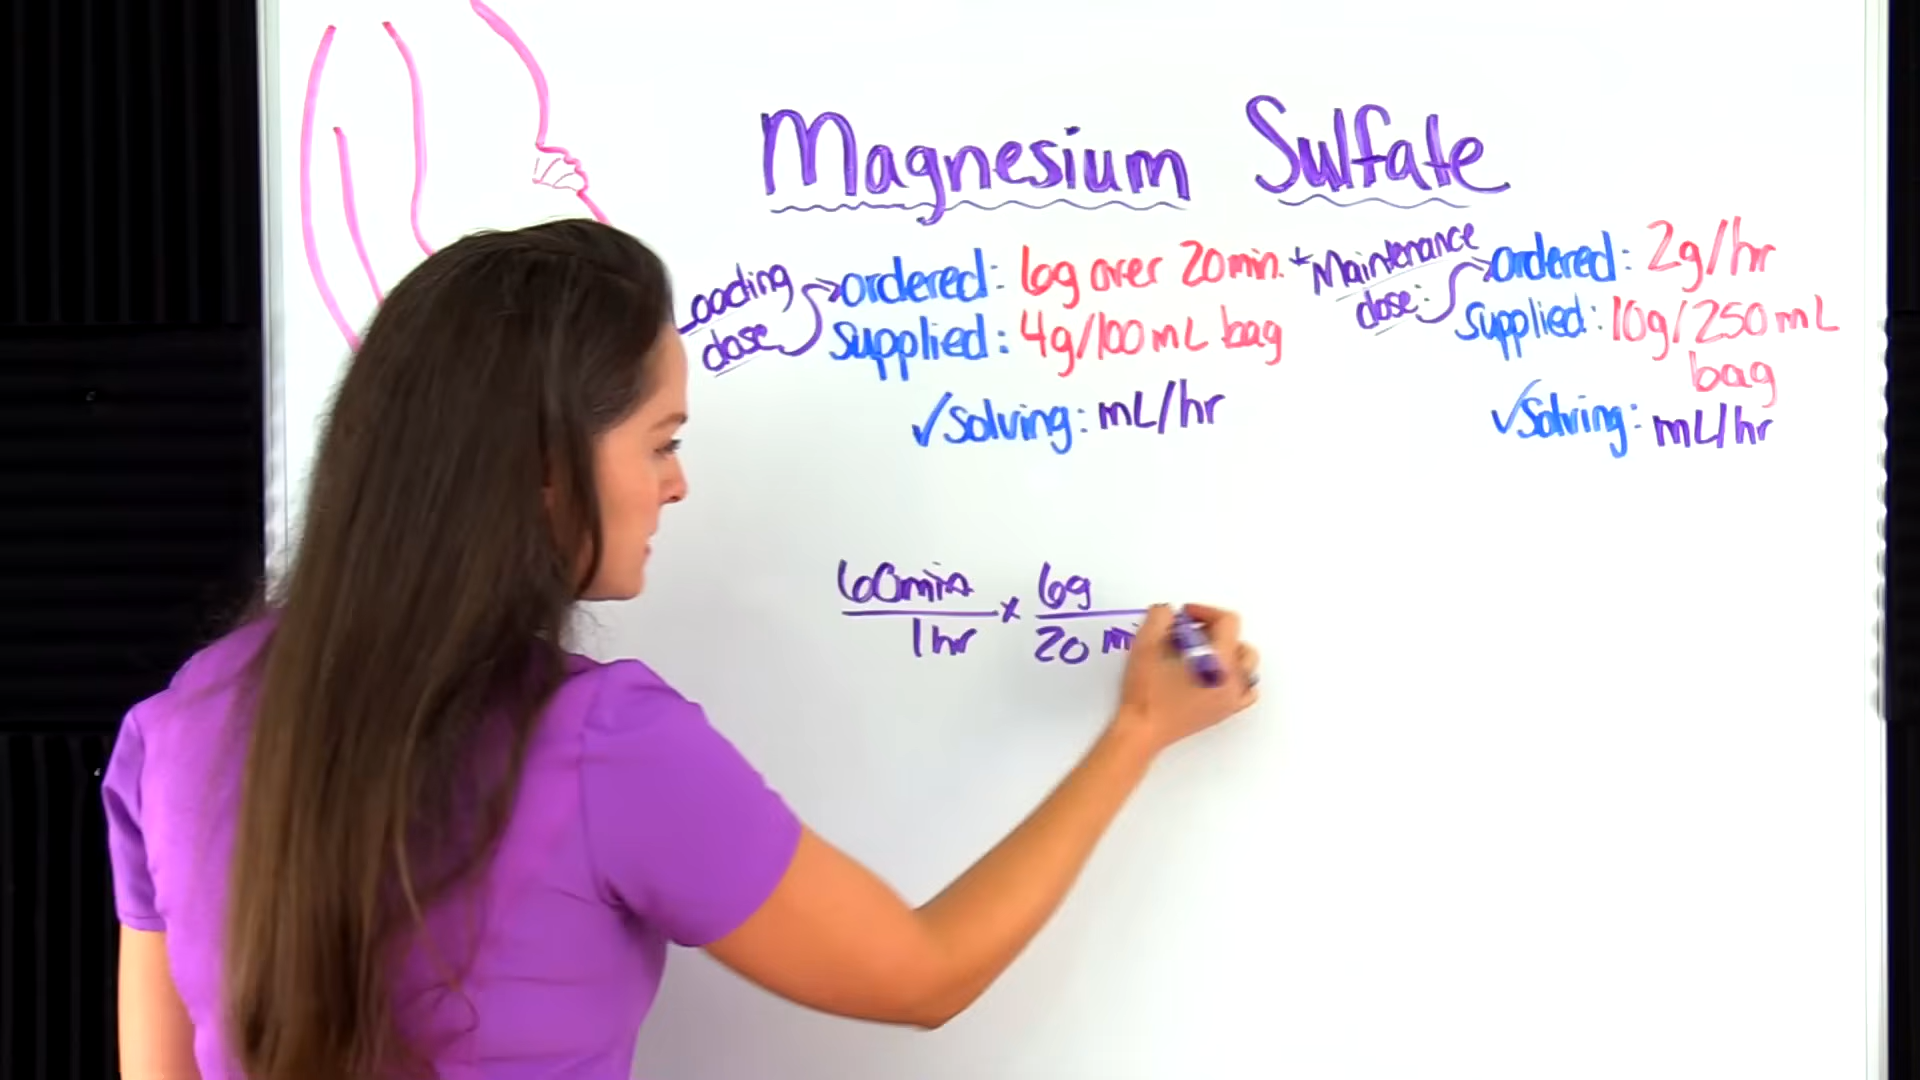 Magnesium Sulfate
Loading dose
ordered: 6g over 20min.
supplied: 4g/100mL bag
✓Solving: mL/hr
+ Maintenance dose:
ordered: 2g/hr
supplied: 10g/250mL
bag
✓Solving: mL/hr
60min × 6g
1hr 20 mi